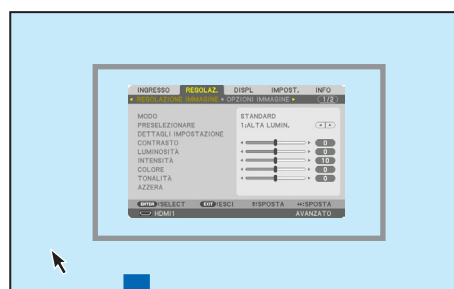 INGRESSO REGOLAZ. DISPL IMPOST. INFO
• REGOLAZIONE IMMAGINE • OPZIONI IMMAGINE • (1/2)
MODO STANDARD
PRESELEZIONARE 1:ALTA LUMIN.
DETTAGLI IMPOSTAZIONE
CONTRASTO 0
LUMINOSITÀ 0
INTENSITÀ 10
COLORE 0
TONALITÀ 0
AZZERA
ENTER:SELECT EXIT:ESCI ↕:SPOSTA ↔:SPOSTA
HDMI1 AVANZATO